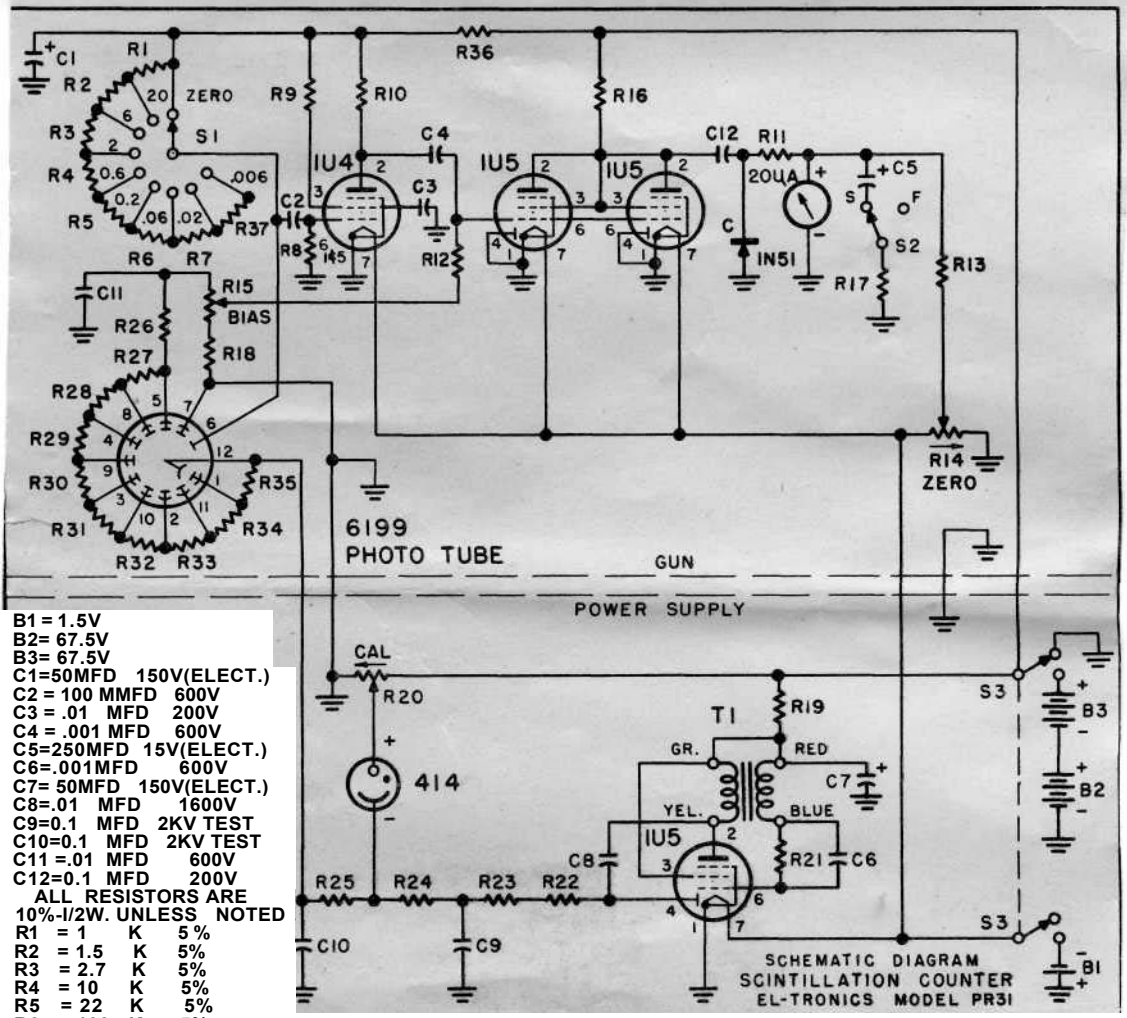 R36
C1
R1
R2
20
ZERO
R9
R10
R16
6
R3
2
S1
C4
C12
R11
R4
0.6
1U4
2
1U5
2
1U5
2
20UA
+
C5
0.2
.006
C2
3
C3
3
3
S
F
R5
.06
.02
R37
R8
6
145
7
R12
4
1
7
6
6
4
1
7
C
1N51
-
S2
R13
R6
R7
R17
C11
R15
BIAS
R26
R27
R18
R28
8
5
7
6
R29
4
12
R14
ZERO
R30
9
1
R35
3
11
R34
R31
10
2
R32
R33
6199
PHOTO TUBE
GUN
POWER SUPPLY
B1 = 1.5V
B2= 67.5V
B3= 67.5V
C1=50MFD 150V(ELECT.)
C2 = 100 MMFD 600V
C3 = .01 MFD 200V
C4 = .001 MFD 600V
C5=250MFD 15V(ELECT.)
C6=.001MFD 600V
C7= 50MFD 150V(ELECT.)
C8=.01 MFD 1600V
C9=0.1 MFD 2KV TEST
C10=0.1 MFD 2KV TEST
C11 =.01 MFD 600V
C12=0.1 MFD 200V
ALL RESISTORS ARE
10%-1/2W. UNLESS NOTED
R1 = 1 K 5%
R2 = 1.5 K 5%
R3 = 2.7 K 5%
R4 = 10 K 5%
R5 = 22 K 5%
CAL
R20
S3
+
B3
-
R19
T1
GR.
RED
+
414
-
C7
+
+
B2
-
YEL.
BLUE
1U5
2
C8
3
R21
C6
R25
R24
R23
R22
4
6
1
7
C10
C9
S3
-
B1
+
SCHEMATIC DIAGRAM
SCINTILLATION COUNTER
EL-TRONICS MODEL PR31